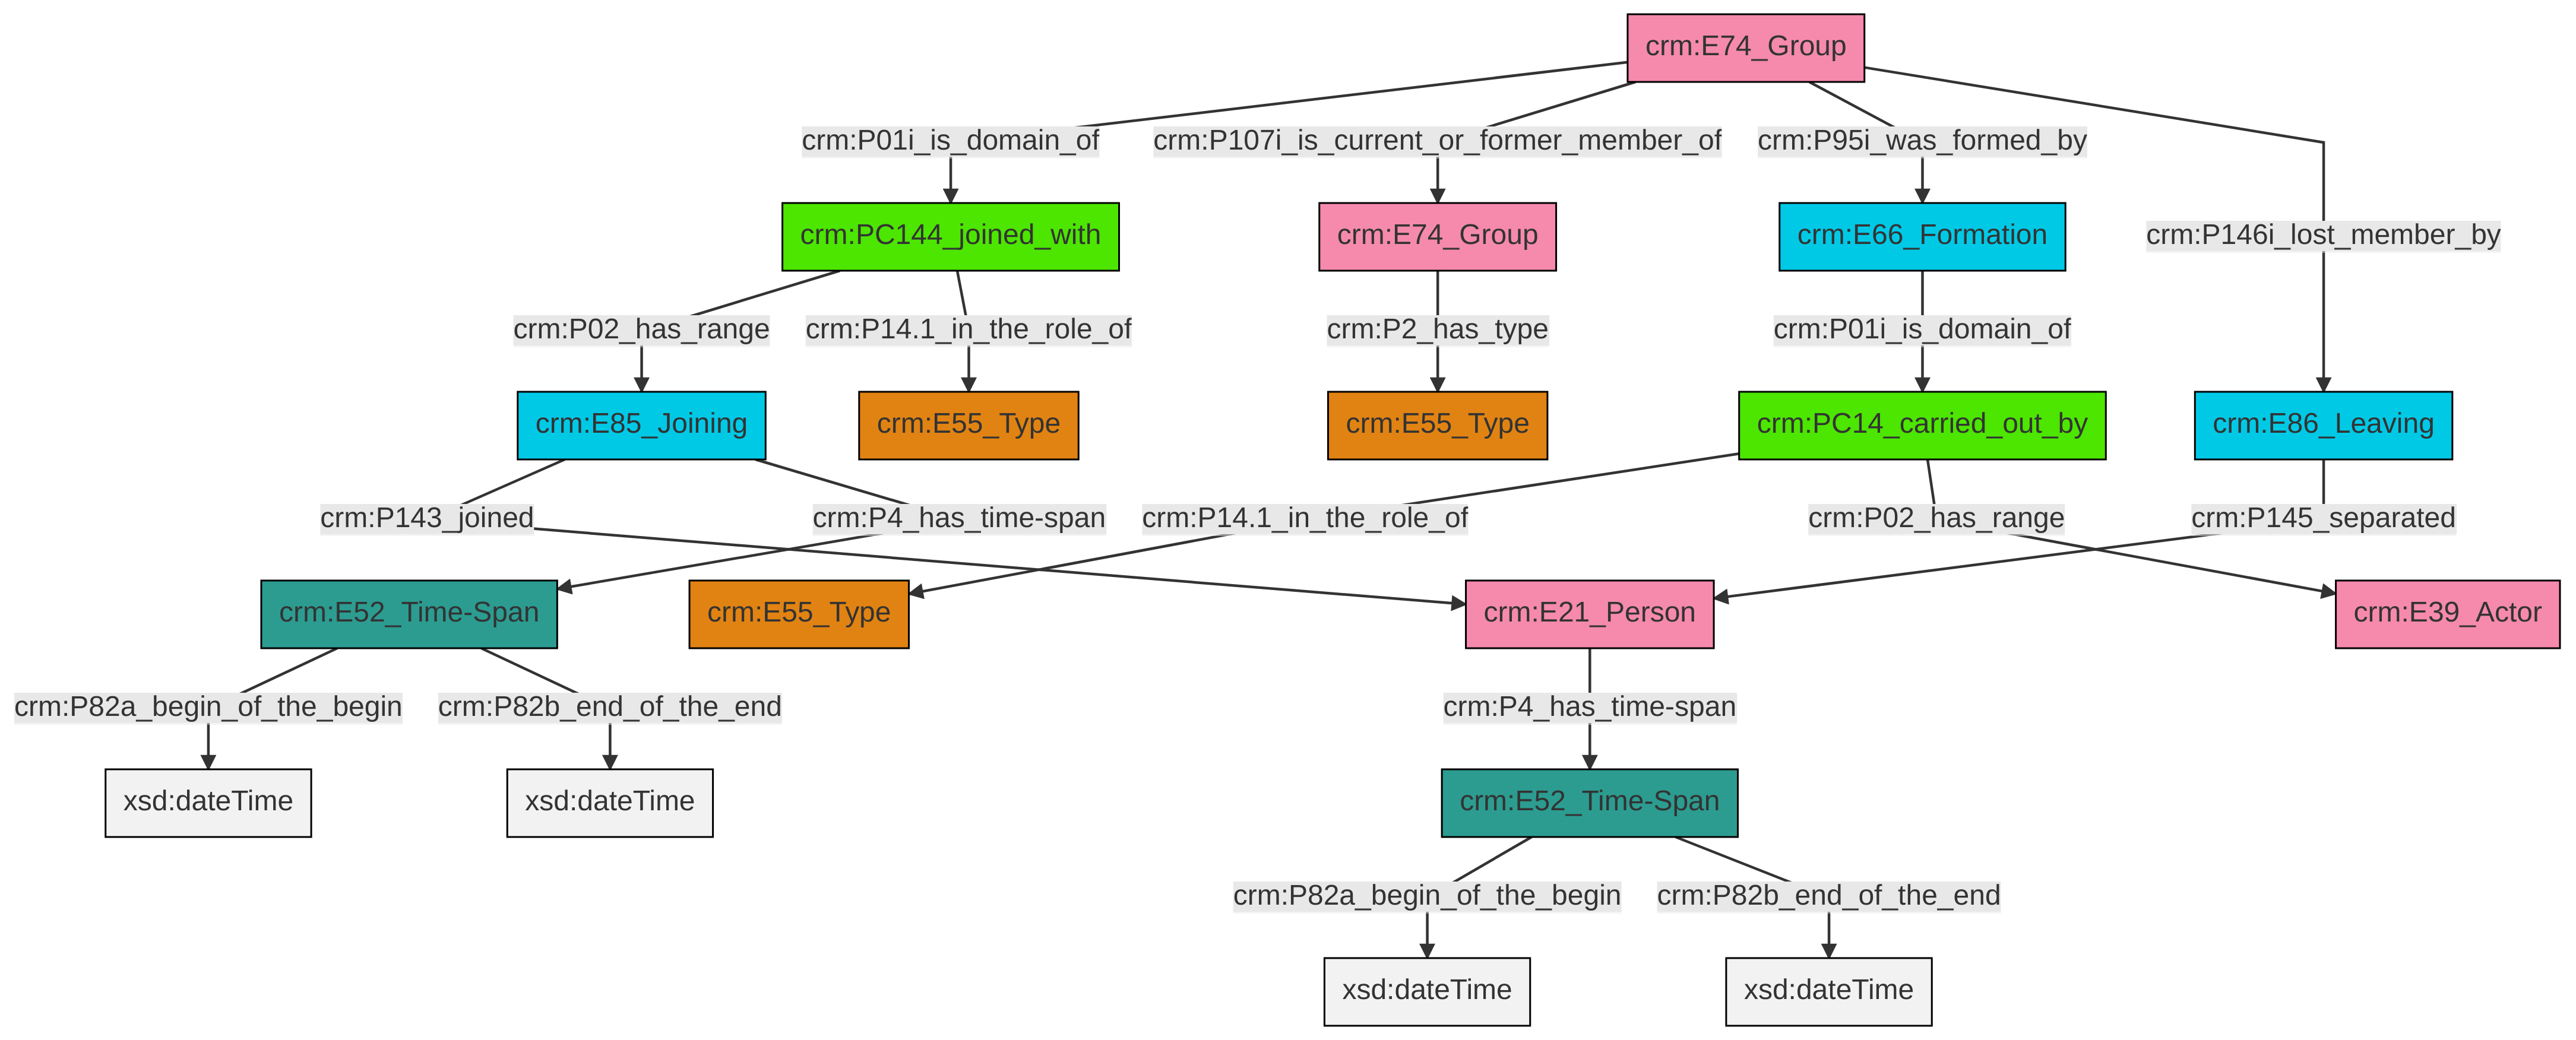 crm:E74_Group
crm:P01i_is_domain_of
crm:P107i_is_current_or_former_member_of
crm:P95i_was_formed_by
crm:PC144_joined_with
crm:E74_Group
crm:E66_Formation
crm:P146i_lost_member_by
crm:P02_has_range
crm:P14.1_in_the_role_of
crm:P2_has_type
crm:P01i_is_domain_of
crm:E85_Joining
crm:E55_Type
crm:E55_Type
crm:PC14_carried_out_by
crm:E86_Leaving
crm:P143_joined
crm:P4_has_time-span
crm:P14.1_in_the_role_of
crm:P02_has_range
crm:P145_separated
crm:E52_Time-Span
crm:E55_Type
crm:E21_Person
crm:E39_Actor
crm:P82a_begin_of_the_begin
crm:P82b_end_of_the_end
crm:P4_has_time-span
xsd:dateTime
xsd:dateTime
crm:E52_Time-Span
crm:P82a_begin_of_the_begin
crm:P82b_end_of_the_end
xsd:dateTime
xsd:dateTime